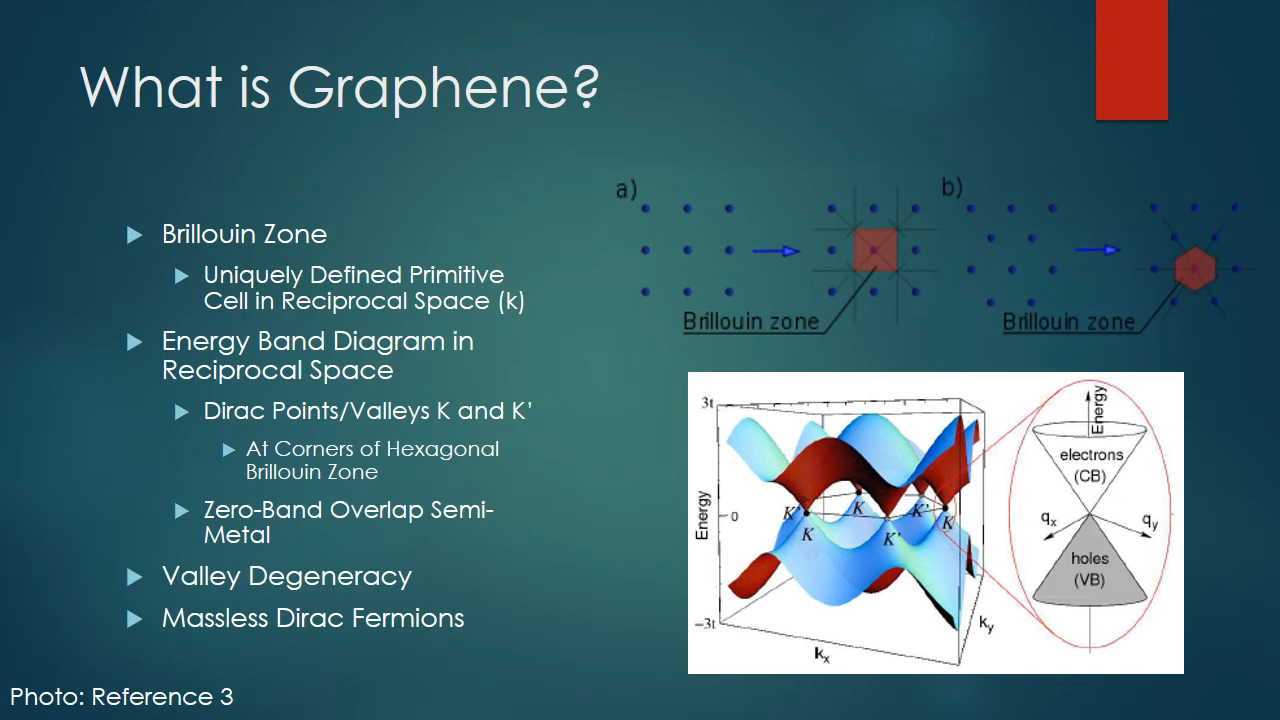 What is Graphene?
Brillouin Zone
Uniquely Defined Primitive
Cell in Reciprocal Space (k)
Energy Band Diagram in
Reciprocal Space
Dirac Points/Valleys K and K’
At Corners of Hexagonal
Brillouin Zone
Zero-Band Overlap Semi-
Metal
Valley Degeneracy
Massless Dirac Fermions
a)
Brillouin zone
b)
Brillouin zone
3t
Energy
0
−3t
K'
K
K
K'
K'
K
kx
ky
Energy
electrons
(CB)
qx
qy
holes
(VB)
Photo: Reference 3